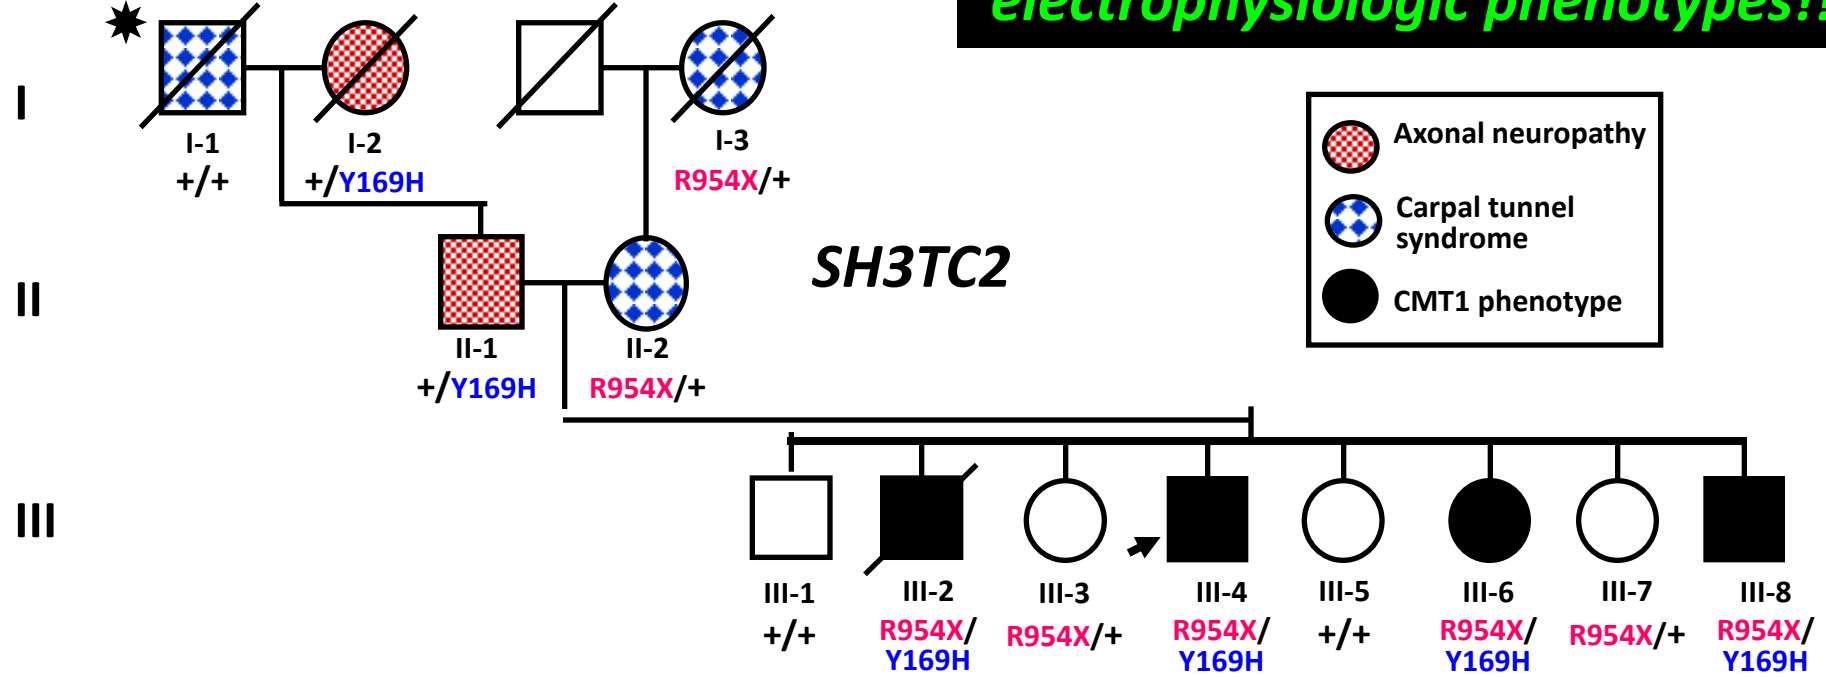 electrophysiologic phenotypes!!
I
I-1
+/+
I-2
+/Y169H
I-3
R954X/+
Axonal neuropathy
Carpal tunnel
syndrome
CMT1 phenotype
SH3TC2
II
II-1
+/Y169H
II-2
R954X/+
III
III-1
+/+
III-2
R954X/
Y169H
III-3
R954X/+
III-4
R954X/
Y169H
III-5
+/+
III-6
R954X/
Y169H
III-7
R954X/+
III-8
R954X/
Y169H